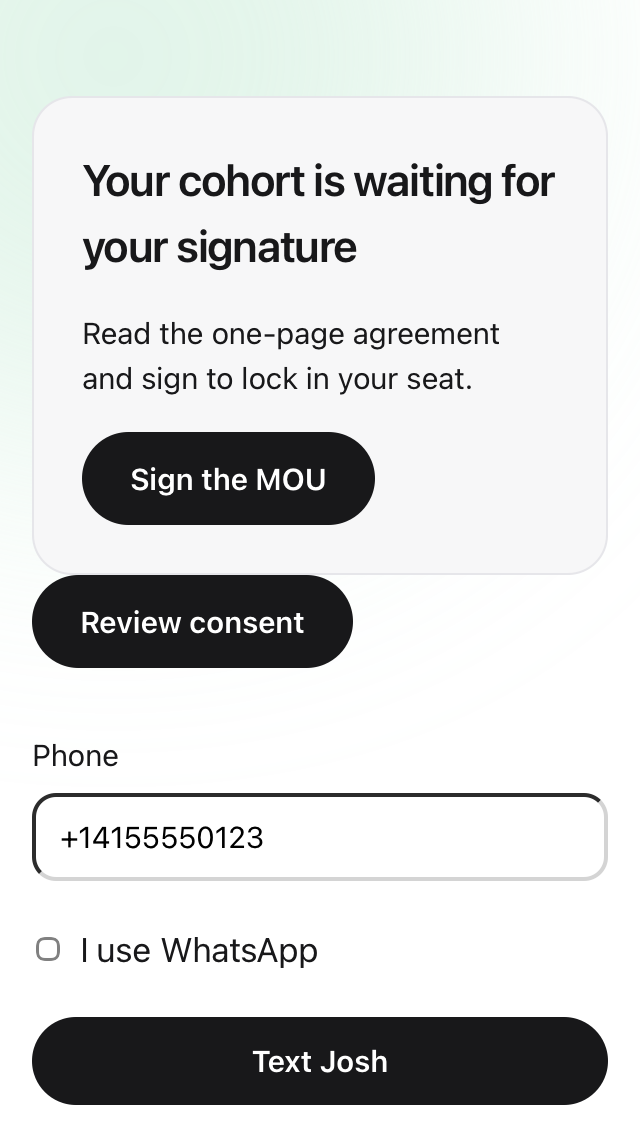 Your cohort is waiting for
your signature
Read the one-page agreement
and sign to lock in your seat.
Sign the MOU
Review consent
Phone
+14155550123
I use WhatsApp
Text Josh